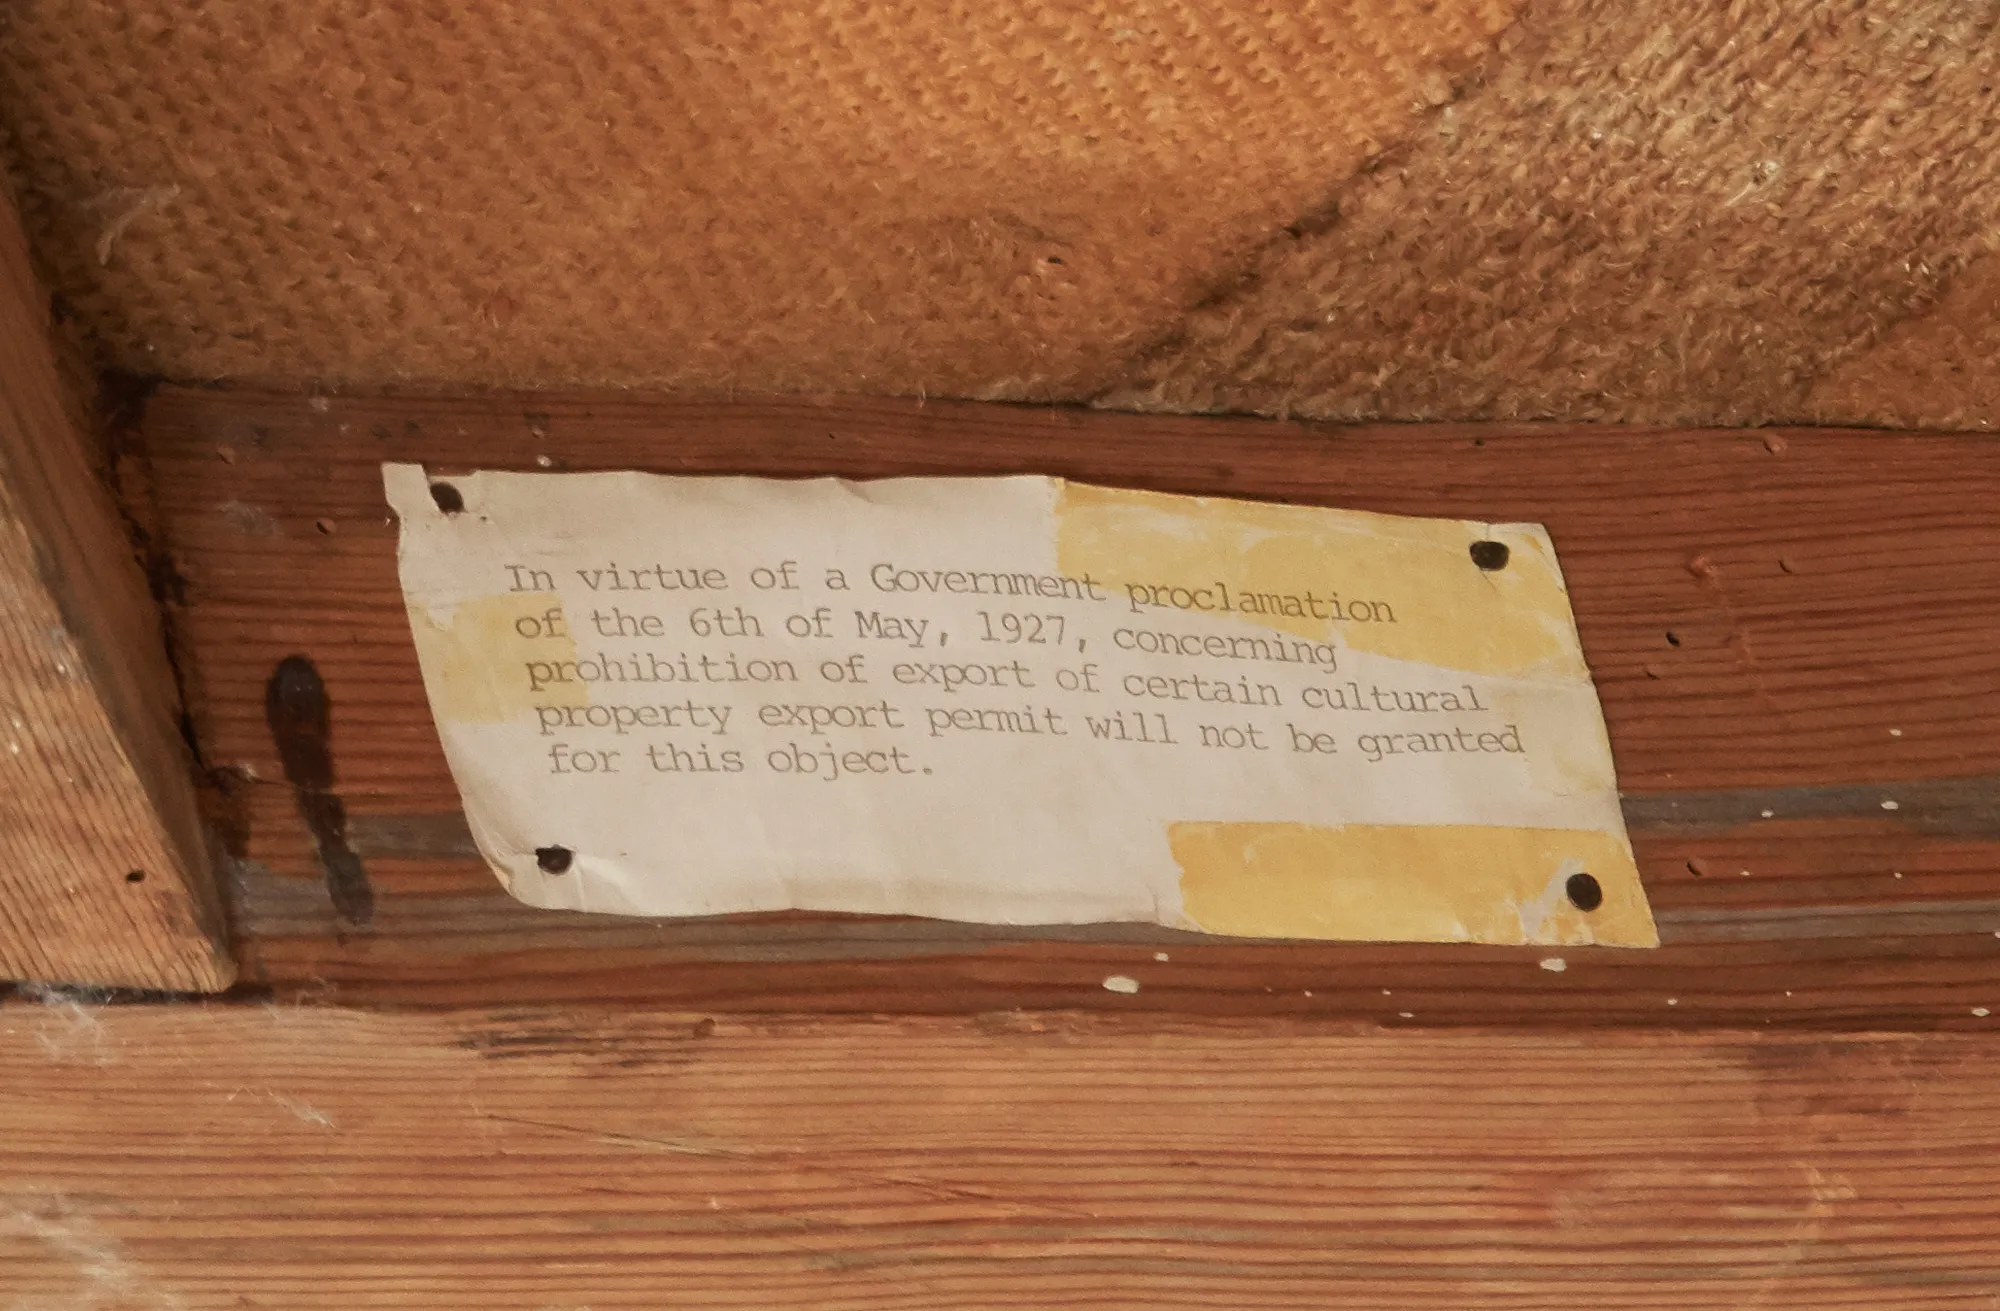 In virtue of a Government proclamation
of the 6th of May, 1927, concerning
prohibition of export of certain cultural
property export permit will not be granted
for this object.